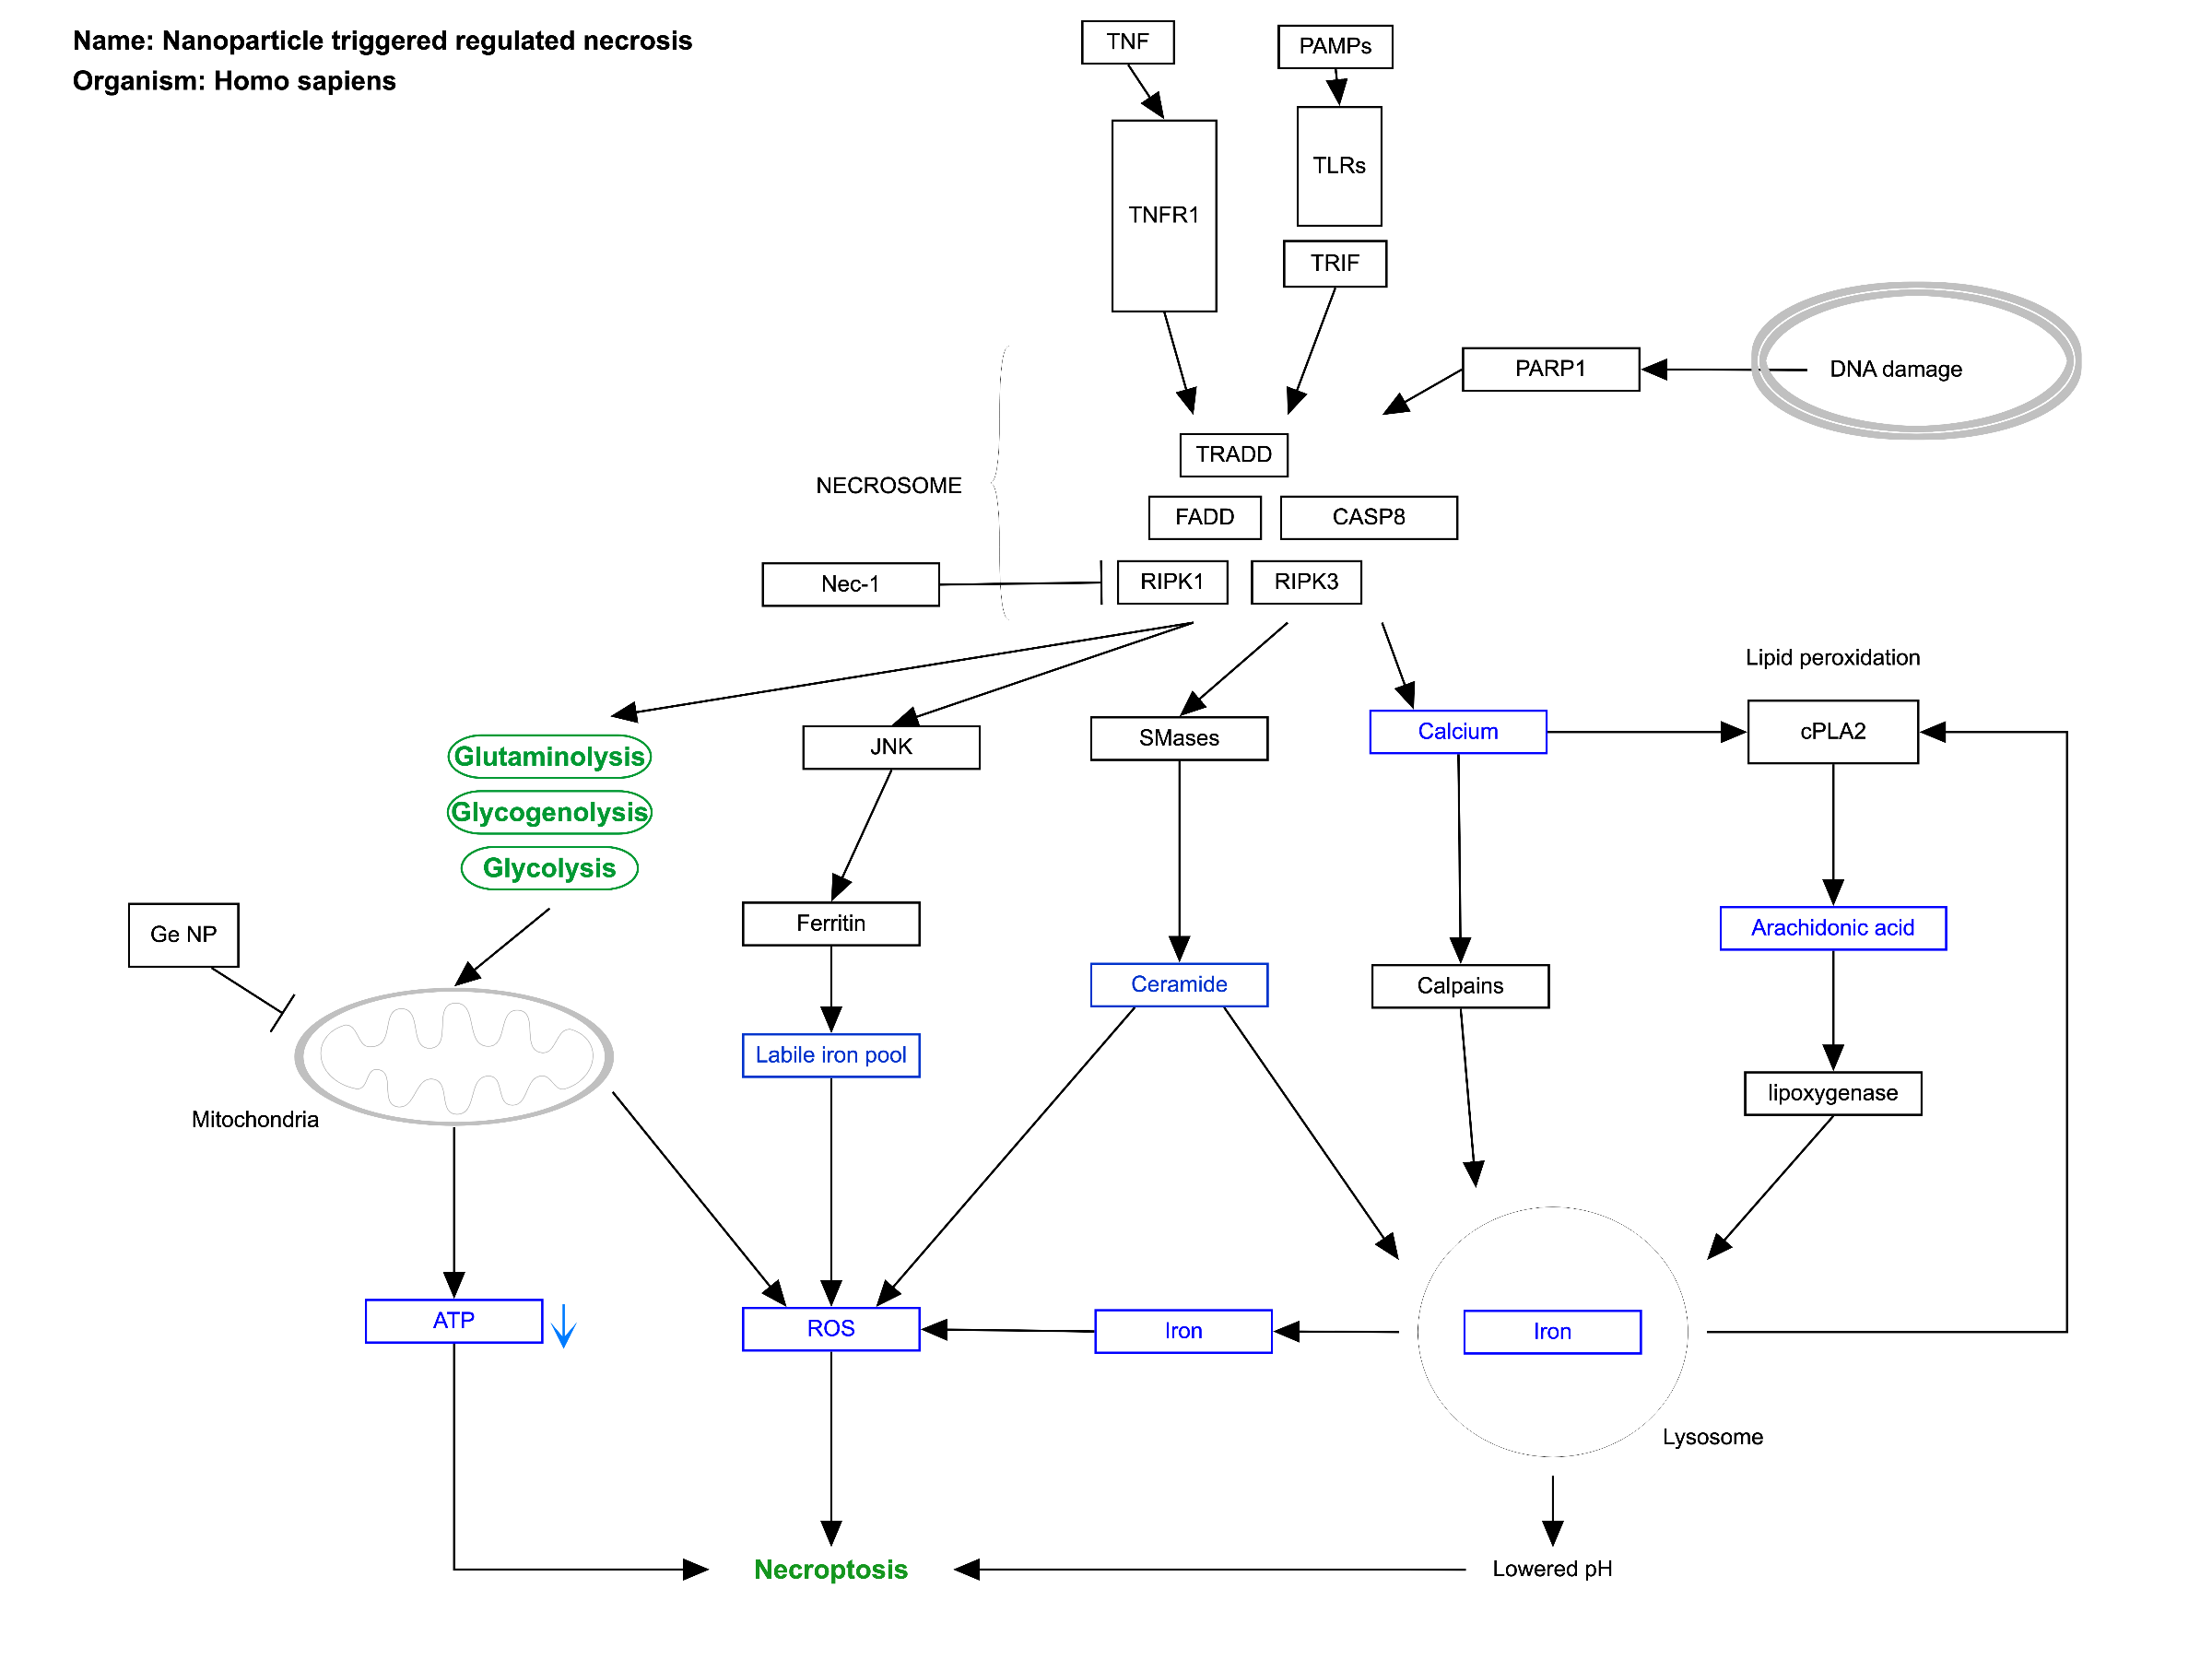 Name: Nanoparticle triggered regulated necrosis
Organism: Homo sapiens
TNF
PAMPs
TLRs
TNFR1
TRIF
PARP1
DNA damage
TRADD
NECROSOME
FADD
CASP8
Nec-1
RIPK1
RIPK3
Lipid peroxidation
Glutaminolysis
JNK
SMases
Calcium
cPLA2
Glycogenolysis
Glycolysis
Ge NP
Ferritin
Arachidonic acid
Ceramide
Calpains
Labile iron pool
lipoxygenase
Mitochondria
ATP
ROS
Iron
Iron
Lysosome
Necroptosis
Lowered pH